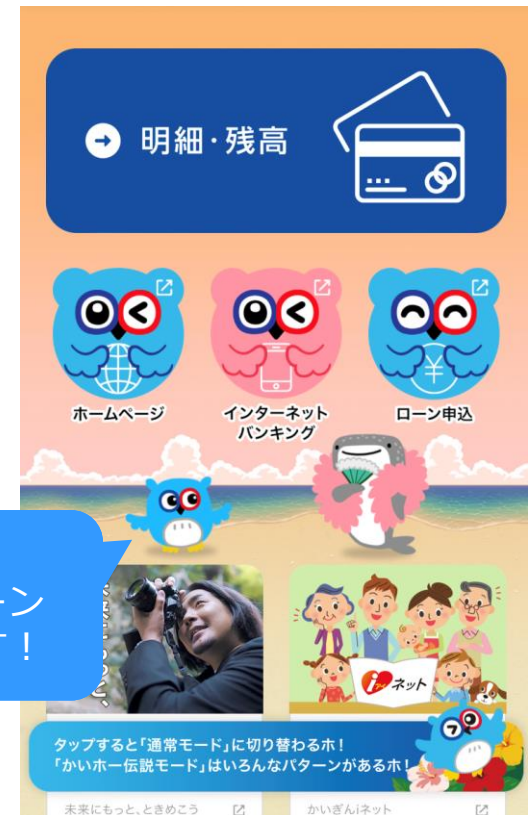 明細・残高
ホームページ
インターネット
バンキング
ローン申込
ーン
！
iネット
タップすると「通常モード」に切り替わるホ！
「かいホー伝説モード」はいろんなパターンがあるホ！
未来にもっと、ときめこう
かいぎんiネット